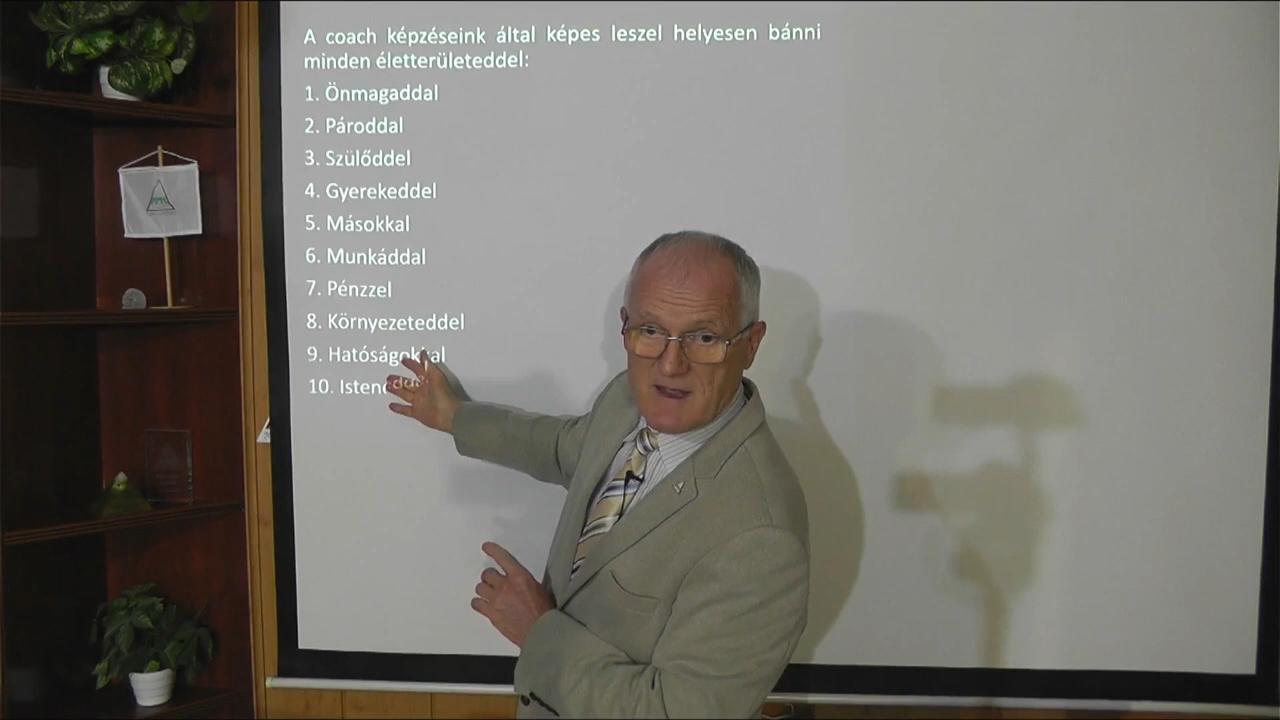 A coach képzéseink által képes leszel helyesen bánni
minden életterületeddel:
1. Önmagaddal
2. Pároddal
3. Szülőddel
4. Gyerekeddel
5. Másokkal
6. Munkáddal
7. Pénzzel
8. Környezeteddel
9. Hatóságokkal
10.